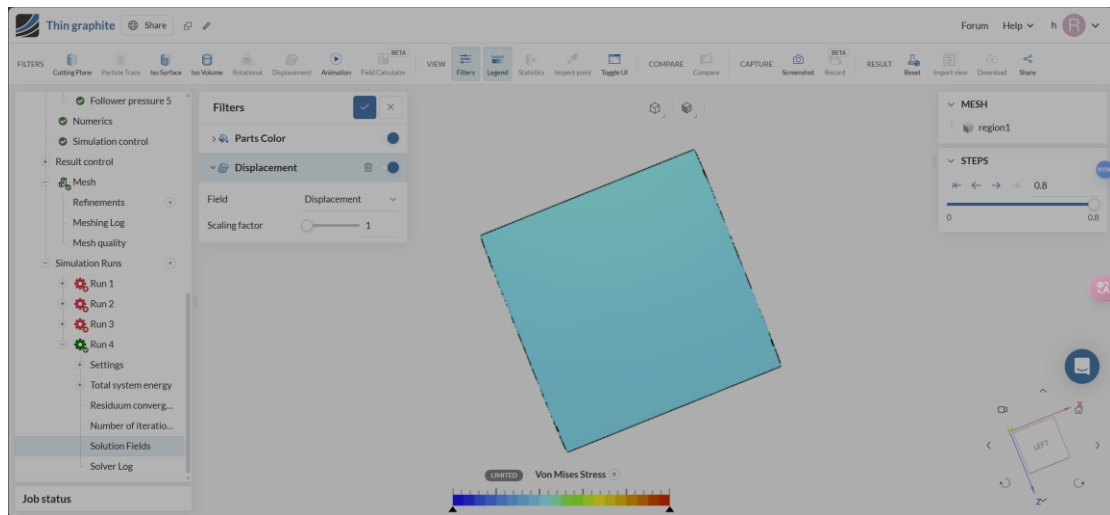 Thin graphite Share Forum Help h R
FILTERS Cutting Plane Particle Trace Iso Surface Iso Volume Rotational Displacement Animation BETA Field Calculator VIEW Filters Legend Statistics Inspect point Toggle UI COMPARE Compare CAPTURE Screenshot BETA Record RESULT Reset Import view Download Share
Follower pressure 5
Numerics
Simulation control
Result control
Mesh
Refinements
Meshing Log
Mesh quality
Simulation Runs
Run 1
Run 2
Run 3
Run 4
Settings
Total system energy
Residuum converg...
Number of iteratio...
Solution Fields
Solver Log
Job status
Filters
Parts Color
Displacement
Field Displacement
Scaling factor 1
MESH
region1
STEPS
0.8
0 0.8
LIMITED Von Mises Stress
X
LEFT
Z